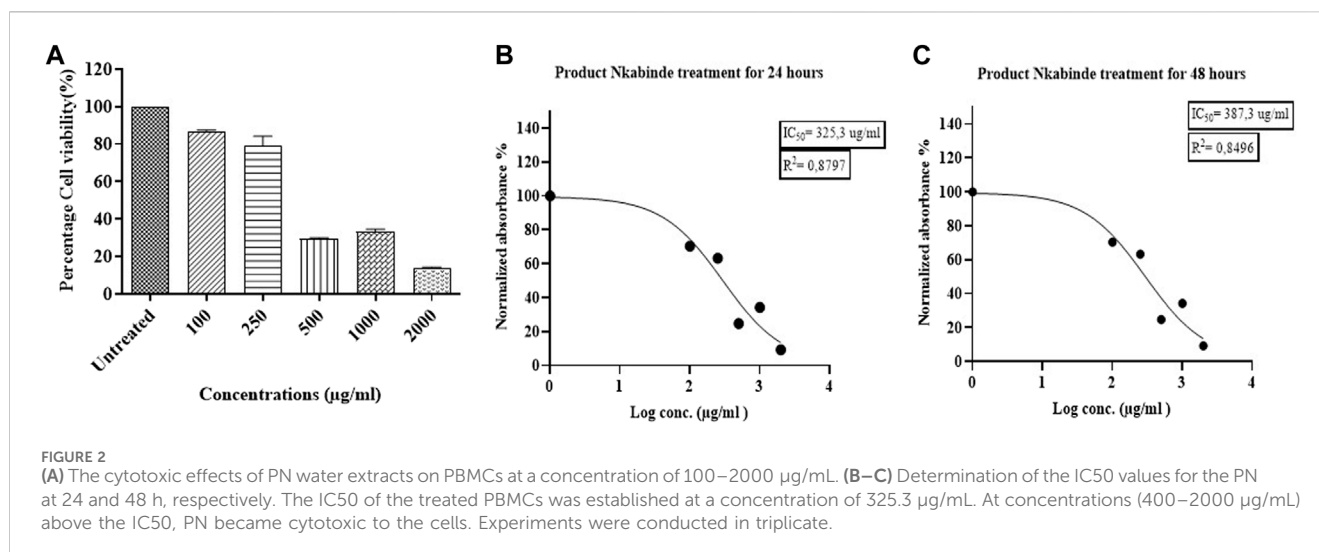 A
Percentage Cell viability(%)
120
100
80
60
40
20
0
Untreated
100
250
500
1000
2000
Concentrations (µg/ml)
B
Product Nkabinde treatment for 24 hours
IC50= 325,3 ug/ml
R2= 0,8797
Normalized absorbance %
140
120
100
80
60
40
20
0
0 1 2 3 4
Log conc. (µg/ml )
C
Product Nkabinde treatment for 48 hours
IC50= 387,3 ug/ml
R2= 0,8496
Normalized absorbance %
140
120
100
80
60
40
20
0
0 1 2 3 4
Log conc. (µg/ml )
FIGURE 2
(A) The cytotoxic effects of PN water extracts on PBMCs at a concentration of 100–2000 µg/mL. (B–C) Determination of the IC50 values for the PN
at 24 and 48 h, respectively. The IC50 of the treated PBMCs was established at a concentration of 325.3 µg/mL. At concentrations (400–2000 µg/mL)
above the IC50, PN became cytotoxic to the cells. Experiments were conducted in triplicate.